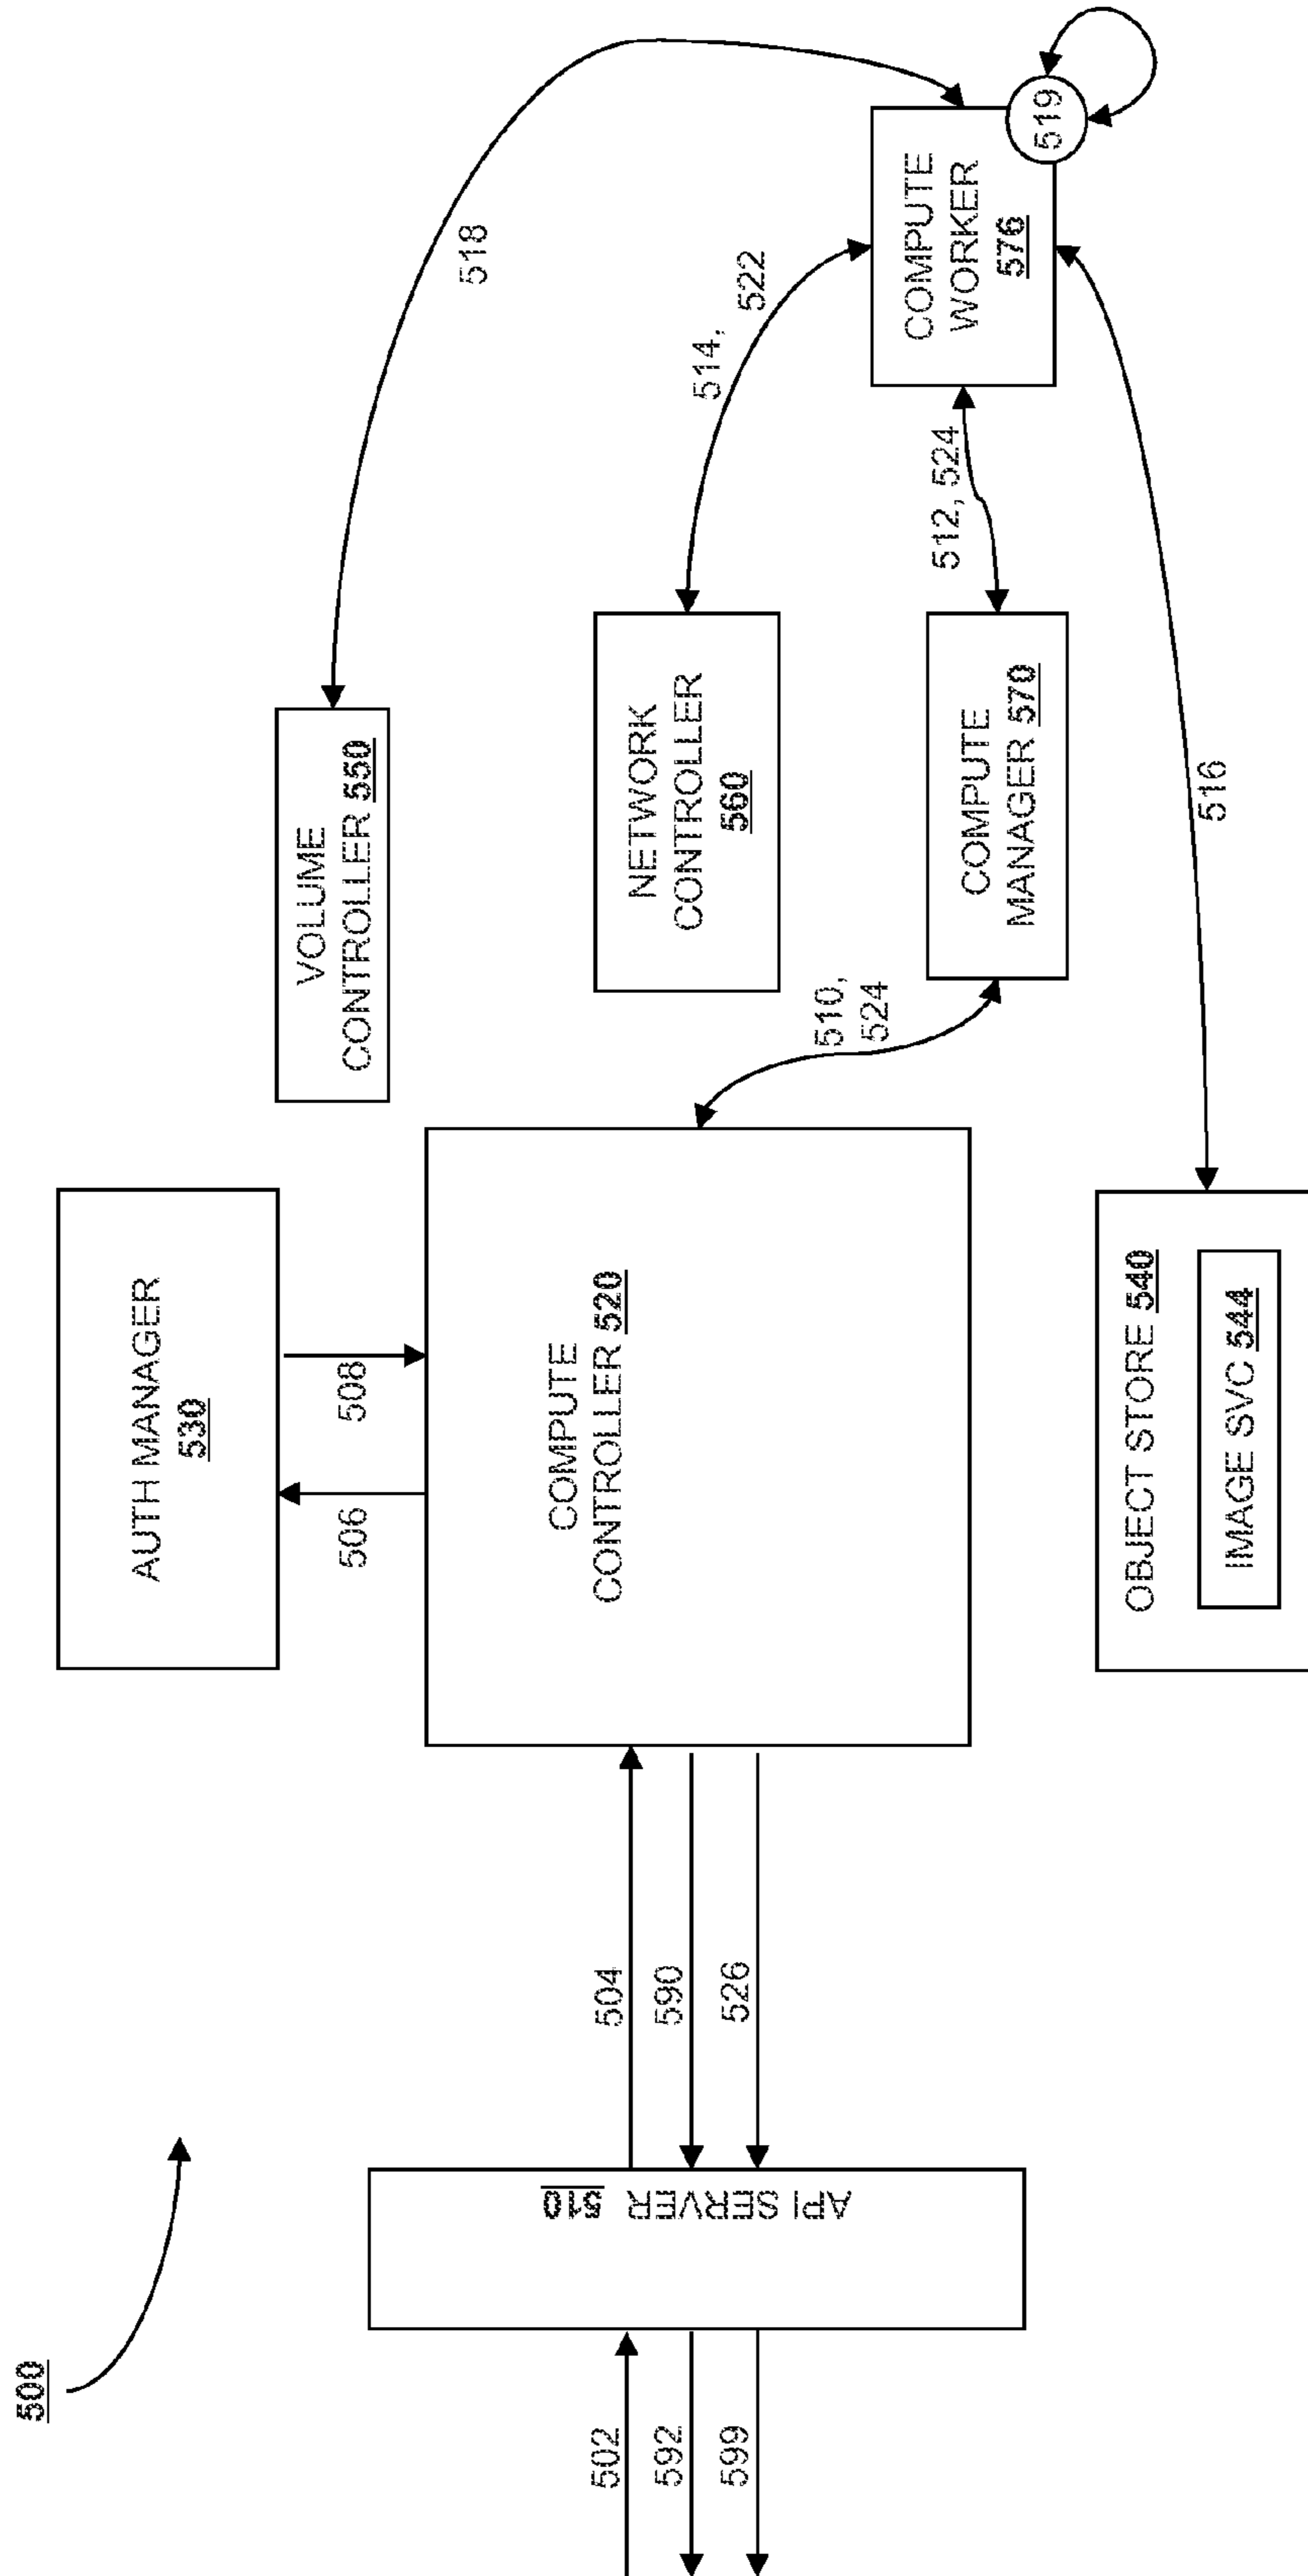 500
502
592
599
API SERVER 510
504
590
526
AUTH MANAGER
530
506
508
COMPUTE
CONTROLLER 520
OBJECT STORE 540
IMAGE SVC 544
510,
524
VOLUME
CONTROLLER 550
NETWORK
CONTROLLER
560
COMPUTE
MANAGER 570
518
514,
522
512, 524
516
COMPUTE
WORKER
576
519